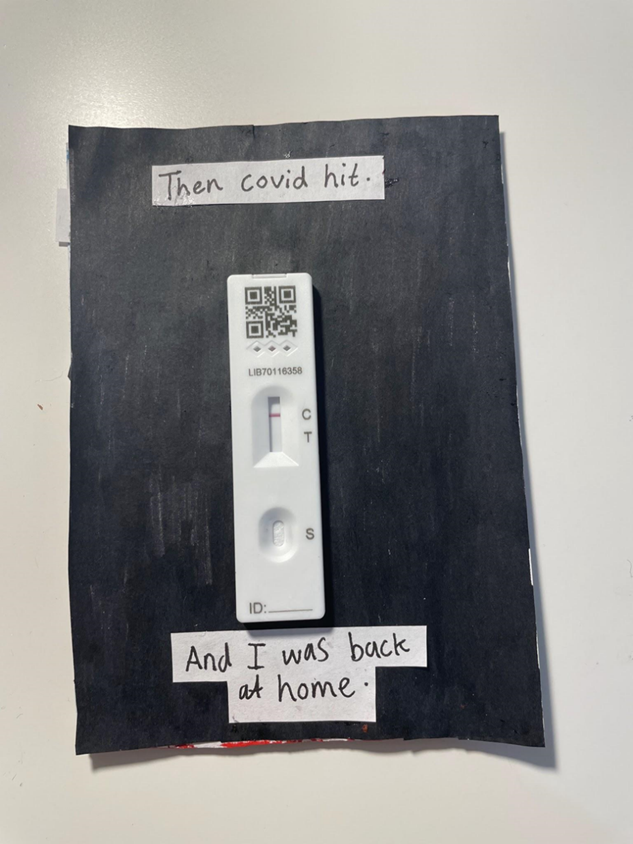 Then covid hit.
LIB70116358
C
T
S
ID:
And I was back
at home.